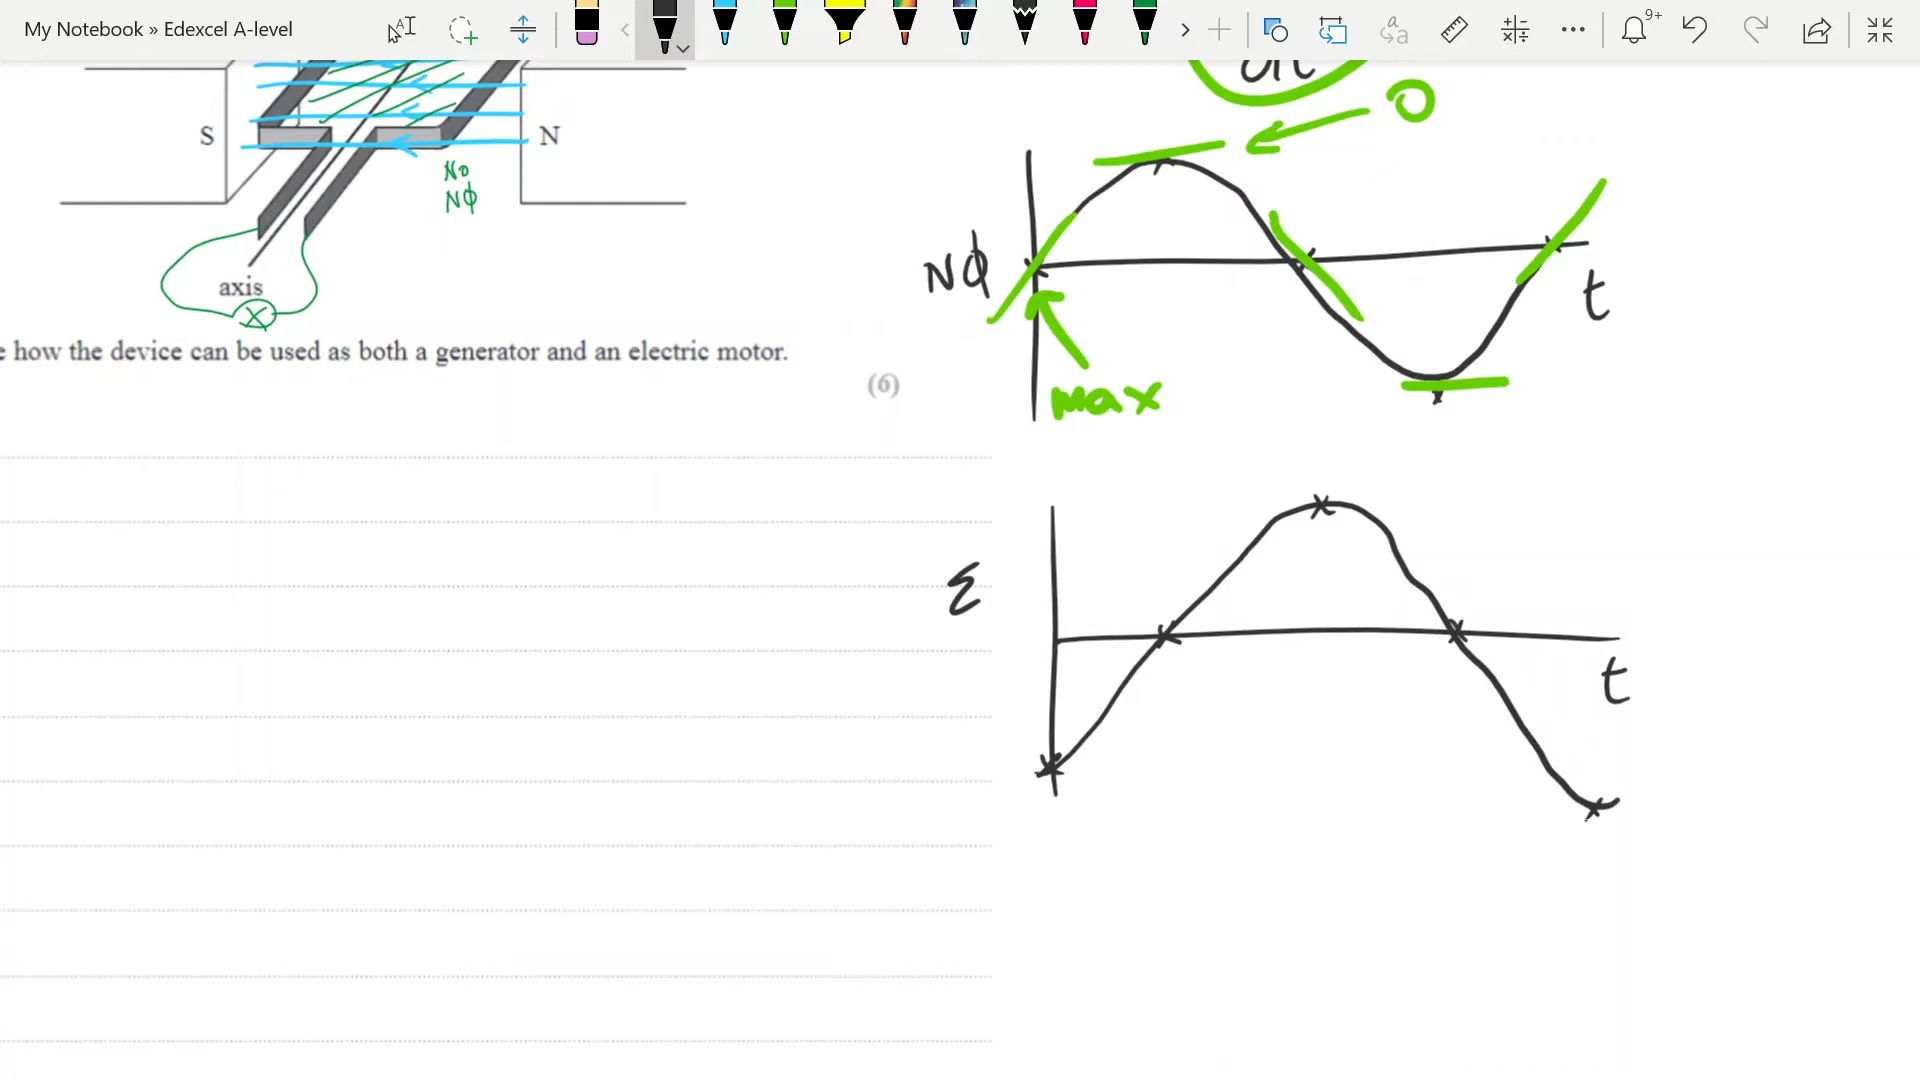 My Notebook » Edexcel A-level
9+
S
N
No
NΦ
axis
X
e how the device can be used as both a generator and an electric motor.
(6)
0
NΦ
t
max
Ɛ
t